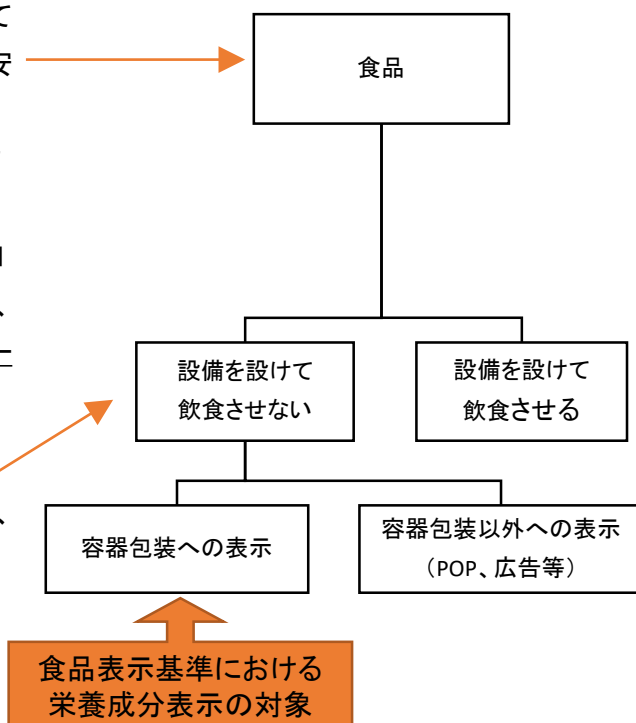 て
安
食品
、
設備を設けて
飲食させない
設備を設けて
飲食させる
、
容器包装への表示
容器包装以外への表示
（POP、広告等）
食品表示基準における
栄養成分表示の対象